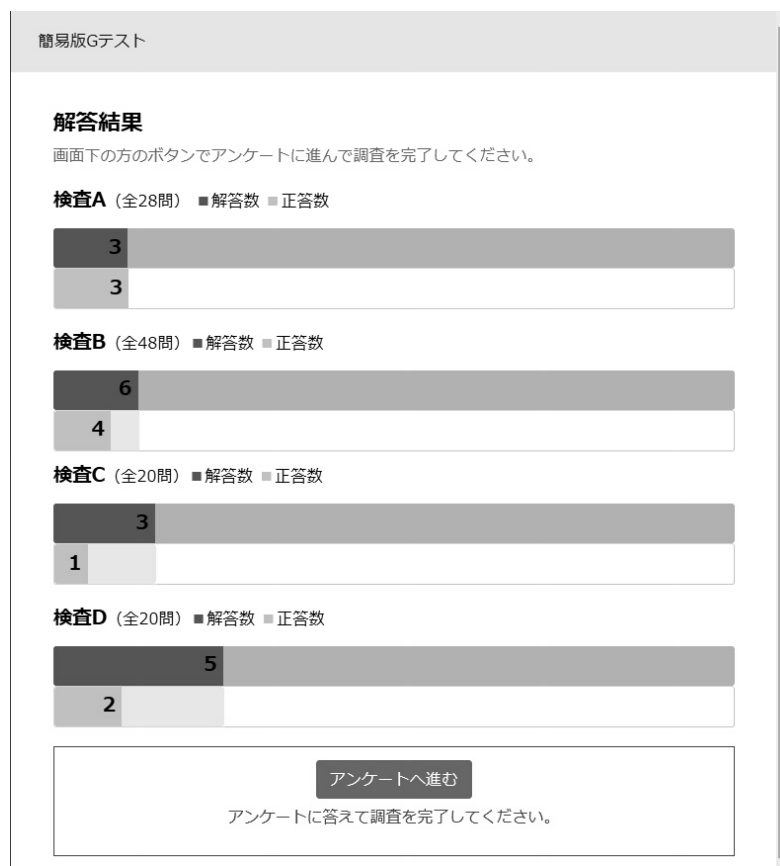 簡易版Gテスト
解答結果
画面下の方のボタンでアンケートに進んで調査を完了してください。
検査A（全28問） ■解答数 ■正答数
3
3
検査B（全48問）■解答数 ■正答数
6
4
検査C（全20問）■解答数 ■正答数
3
1
検査D（全20問）■解答数 ■正答数
5
2
アンケートへ進む
アンケートに答えて調査を完了してください。